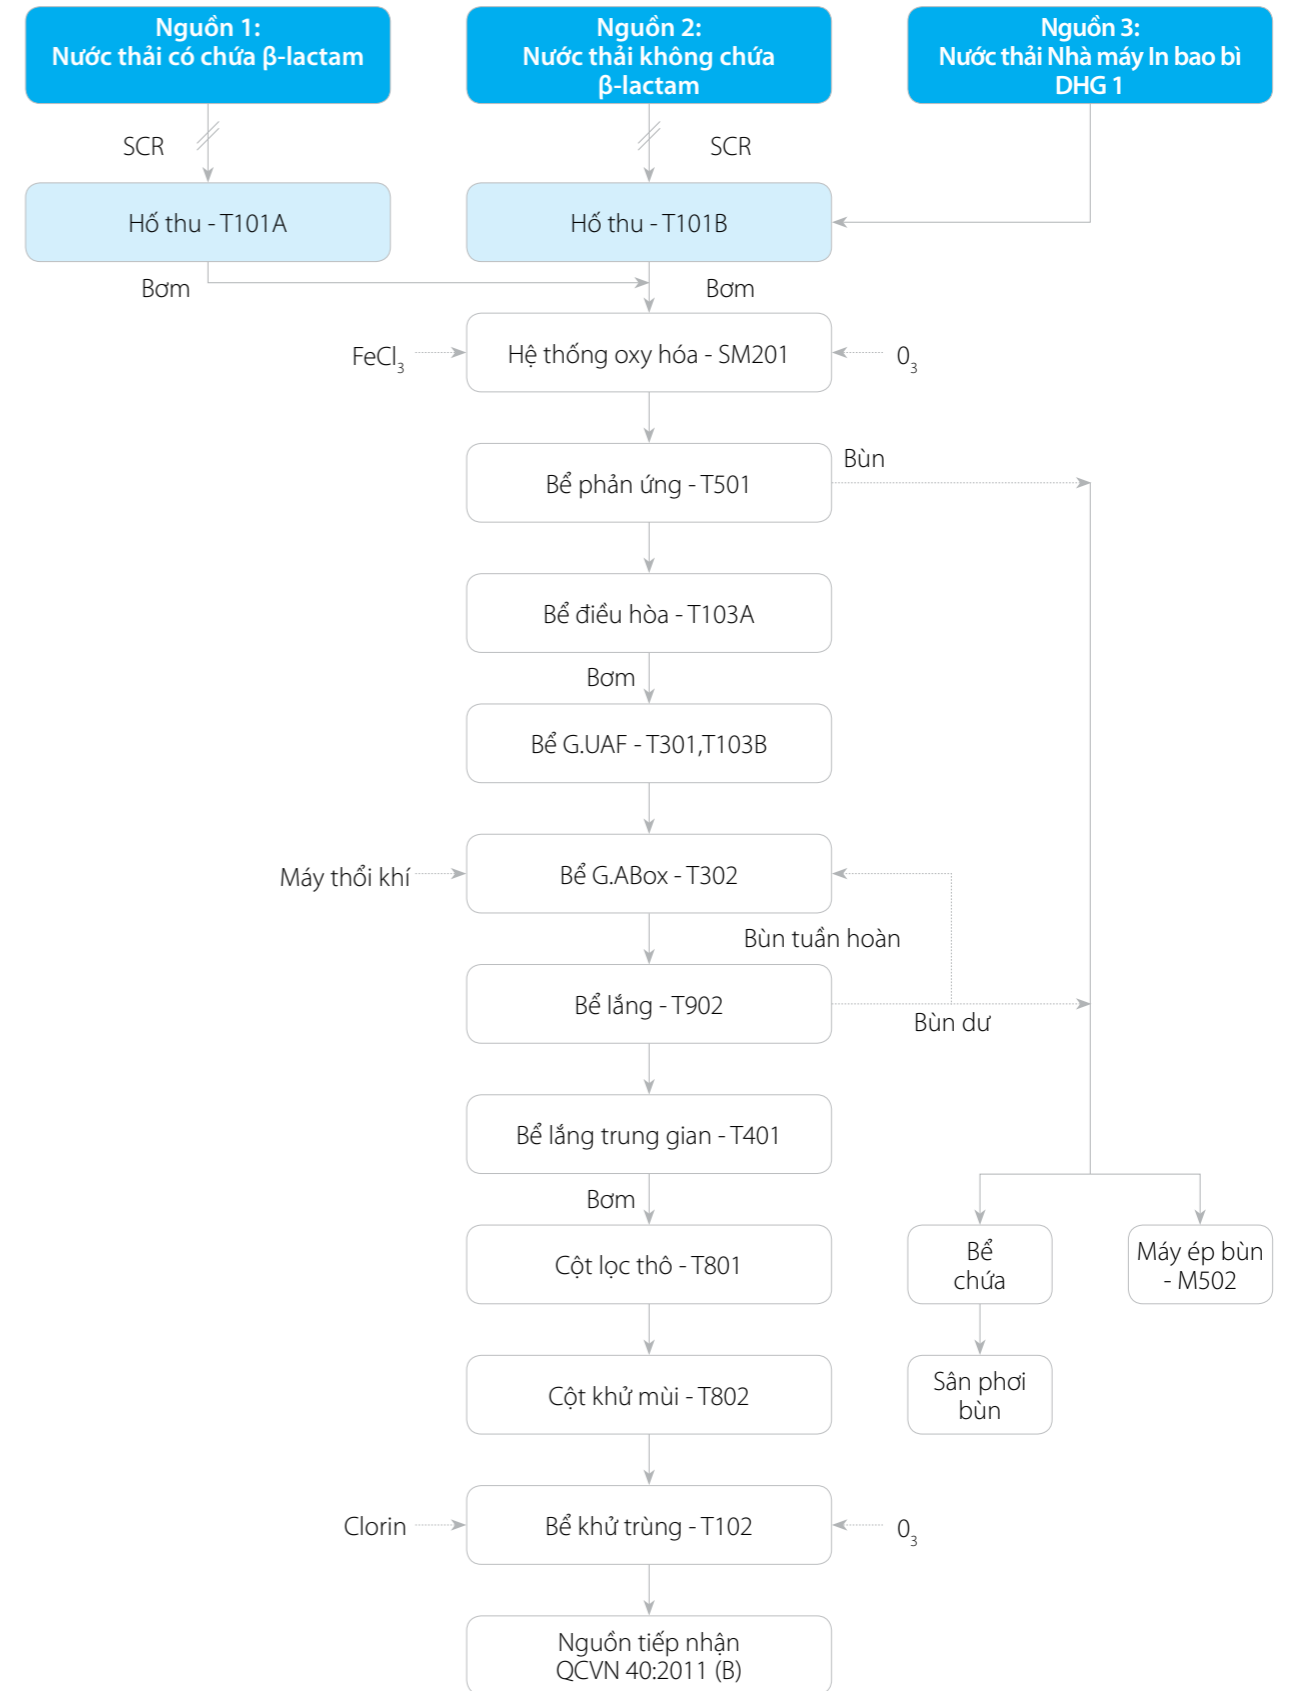 Nguồn 1:
Nước thải có chứa β-lactam
Nguồn 2:
Nước thải không chứa
β-lactam
Nguồn 3:
Nước thải Nhà máy In bao bì
DHG 1
SCR
SCR
Hố thu - T101A
Hố thu - T101B
Bơm
Bơm
FeCl₃
Hệ thống oxy hóa - SM201
0₃
Bể phản ứng - T501
Bùn
Bể điều hòa - T103A
Bơm
Bể G.UAF - T301,T103B
Máy thổi khí
Bể G.ABox - T302
Bùn tuần hoàn
Bể lắng - T902
Bùn dư
Bể lắng trung gian - T401
Bơm
Cột lọc thô - T801
Bể
chứa
Máy ép bùn
- M502
Cột khử mùi - T802
Sân phơi
bùn
Clorin
Bể khử trùng - T102
0₃
Nguồn tiếp nhận
QCVN 40:2011 (B)